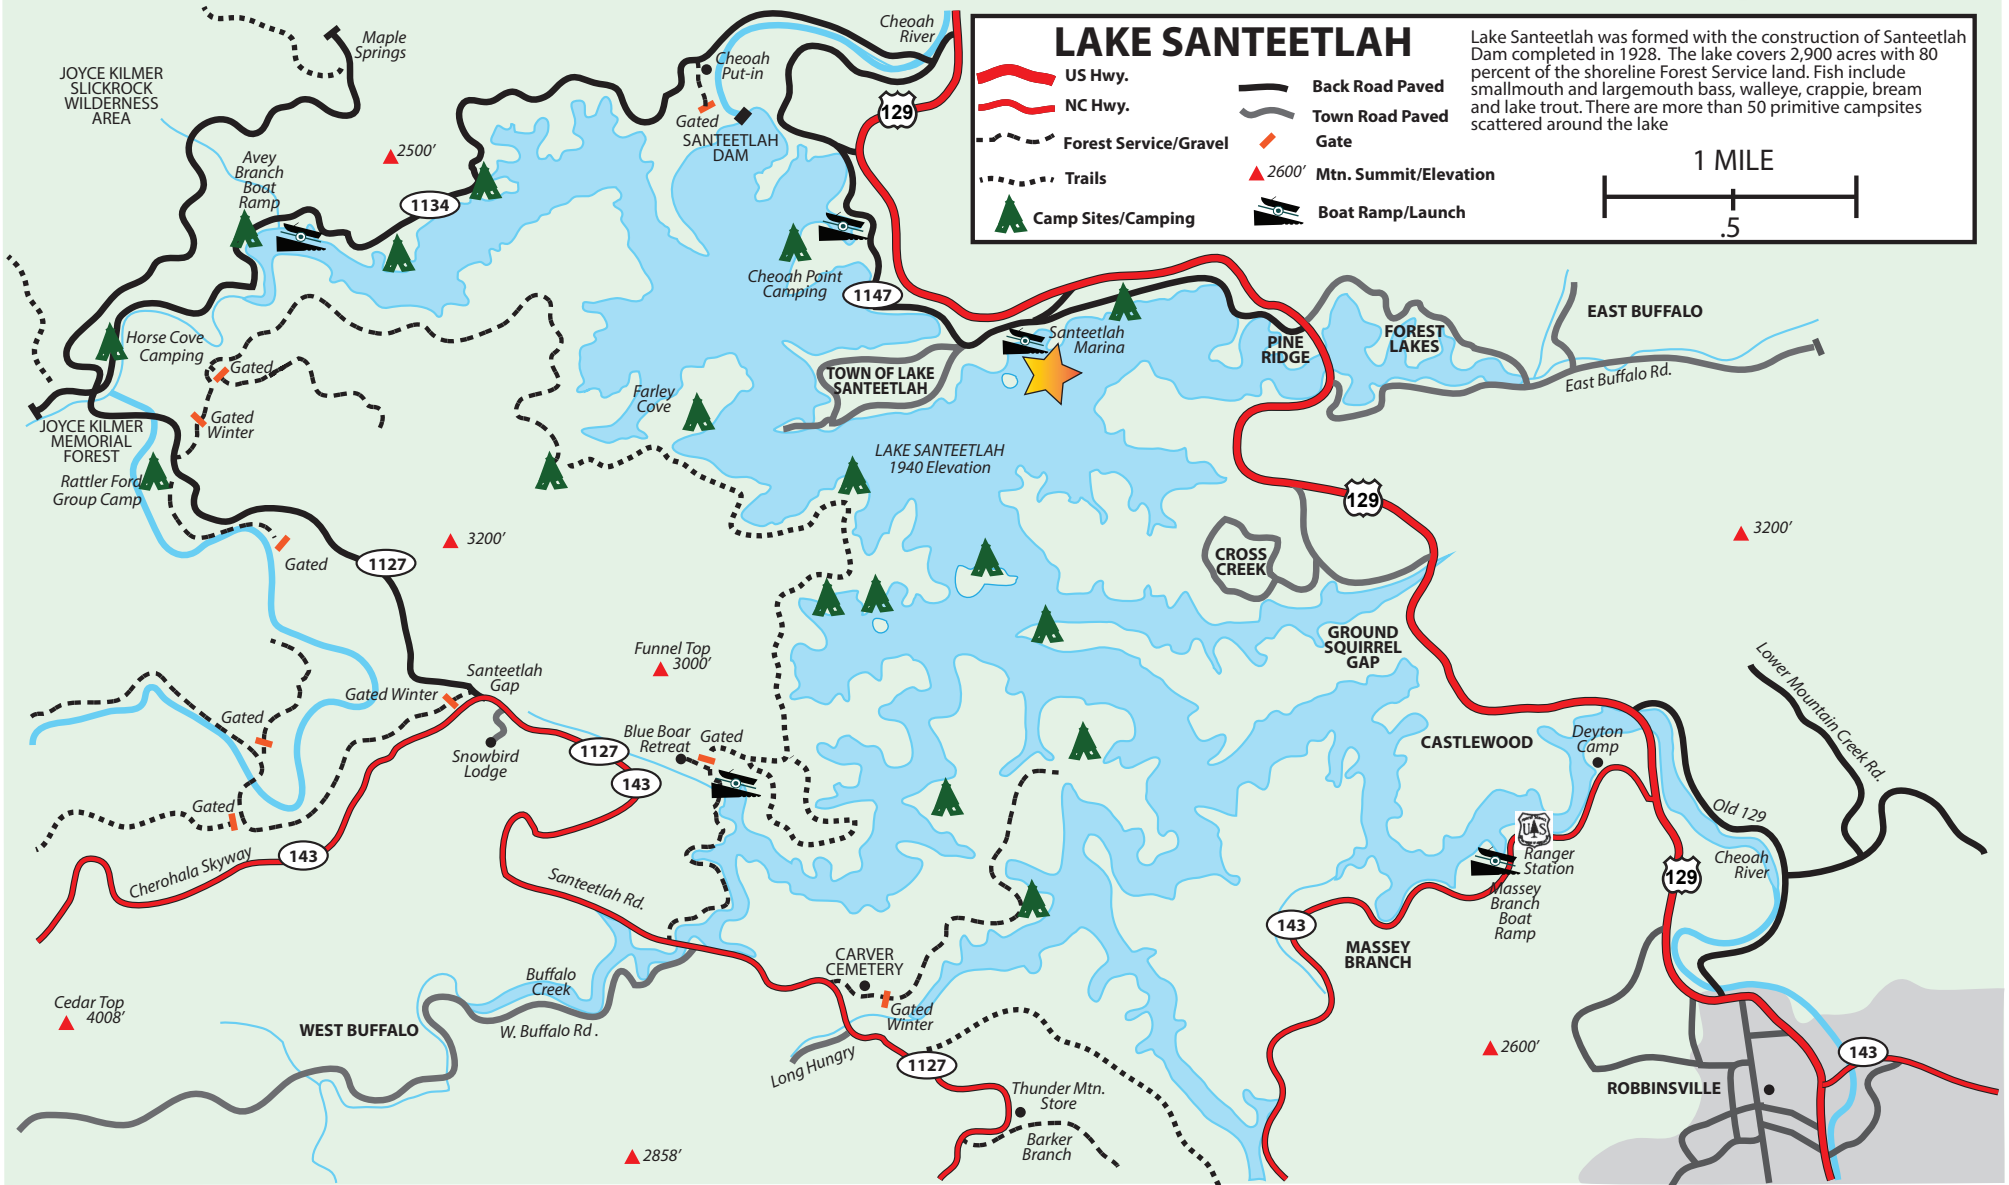 LAKE SANTEETLAH
US Hwy.
NC Hwy.
Forest Service/Gravel
Trails
Camp Sites/Camping
Back Road Paved
Town Road Paved
Gate
2600’ Mtn. Summit/Elevation
Boat Ramp/Launch
Lake Santeetlah was formed with the construction of Santeetlah
Dam completed in 1928. The lake covers 2,900 acres with 80
percent of the shoreline Forest Service land. Fish include
smallmouth and largemouth bass, walleye, crappie, bream
and lake trout. There are more than 50 primitive campsites
scattered around the lake
1 MILE
.5
Maple
Springs
JOYCE KILMER
SLICKROCK
WILDERNESS
AREA
Cheoah
River
Cheoah
Put-in
Gated
SANTEETLAH
DAM
129
2500’
Avey
Branch
Boat
Ramp
1134
Cheoah Point
Camping
1147
Horse Cove
Camping
Gated
Gated
Winter
JOYCE KILMER
MEMORIAL
FOREST
Rattler Ford
Group Camp
Farley
Cove
TOWN OF LAKE
SANTEETLAH
Santeetlah
Marina
PINE
RIDGE
FOREST
LAKES
EAST BUFFALO
East Buffalo Rd.
LAKE SANTEETLAH
1940 Elevation
129
3200’
Gated
1127
3200’
CROSS
CREEK
GROUND
SQUIRREL
GAP
Funnel Top
3000’
Santeetlah
Gap
Gated Winter
Gated
Snowbird
Lodge
1127
143
Blue Boar
Retreat
Gated
Gated
143
Cherohala Skyway
Santeetlah Rd.
CASTLEWOOD
Deyton
Camp
Lower Mountain Creek Rd.
Old 129
Cheoah
River
US
Ranger
Station
Massey
Branch
Boat
Ramp
129
143
MASSEY
BRANCH
CARVER
CEMETERY
Gated
Winter
Buffalo
Creek
W. Buffalo Rd.
WEST BUFFALO
Cedar Top
4008’
Long Hungry
1127
Thunder Mtn.
Store
Barker
Branch
2858’
2600’
ROBBINSVILLE
143